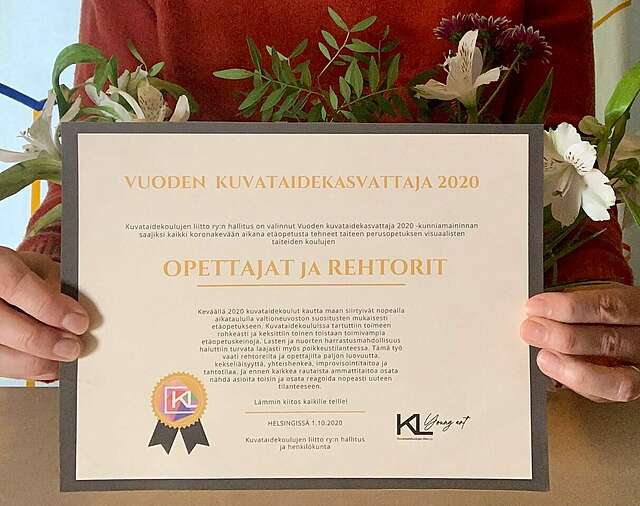 VUODEN KUVATAIDEKASVATTAJA 2020
Kuvataidekoulujen liitto ry:n hallitus on valinnut Vuoden kuvataidekasvattaja 2020 -kunniamaininnan
saajiksi kaikki koronakevään aikana etäopetusta tehneet taiteen perusopetuksen visuaalisten
taiteiden koulujen
OPETTAJAT JA REHTORIT
Keväällä 2020 kuvataidekoulut kautta maan siirtyivät nopealla
aikataululla valtioneuvoston suositusten mukaisesti
etäopetukseen. Kuvataidekouluissa tartuttiin toimeen
rohkeasti ja keksittiin toinen toistaan toimivampia
etäopetuskeinoja. Lasten ja nuorten harrastusmahdollisuus
haluttiin turvata laajasti myös poikkeustilanteessa. Tämä työ
vaati rehtoreilta ja opettajilta paljon luovuutta,
kekseliäisyyttä, yhteishenkeä, improvisointitaitoa ja
tahtotilaa. Ja ennen kaikkea rautaista ammattitaitoa osata
nähdä asioita toisin ja osata reagoida nopeasti uuteen
tilanteeseen.
Lämmin kiitos kaikille teille!
HELSINGISSÄ 1.10.2020
Kuvataidekoulujen liitto ry:n hallitus
ja henkilökunta
KL
KL Young art